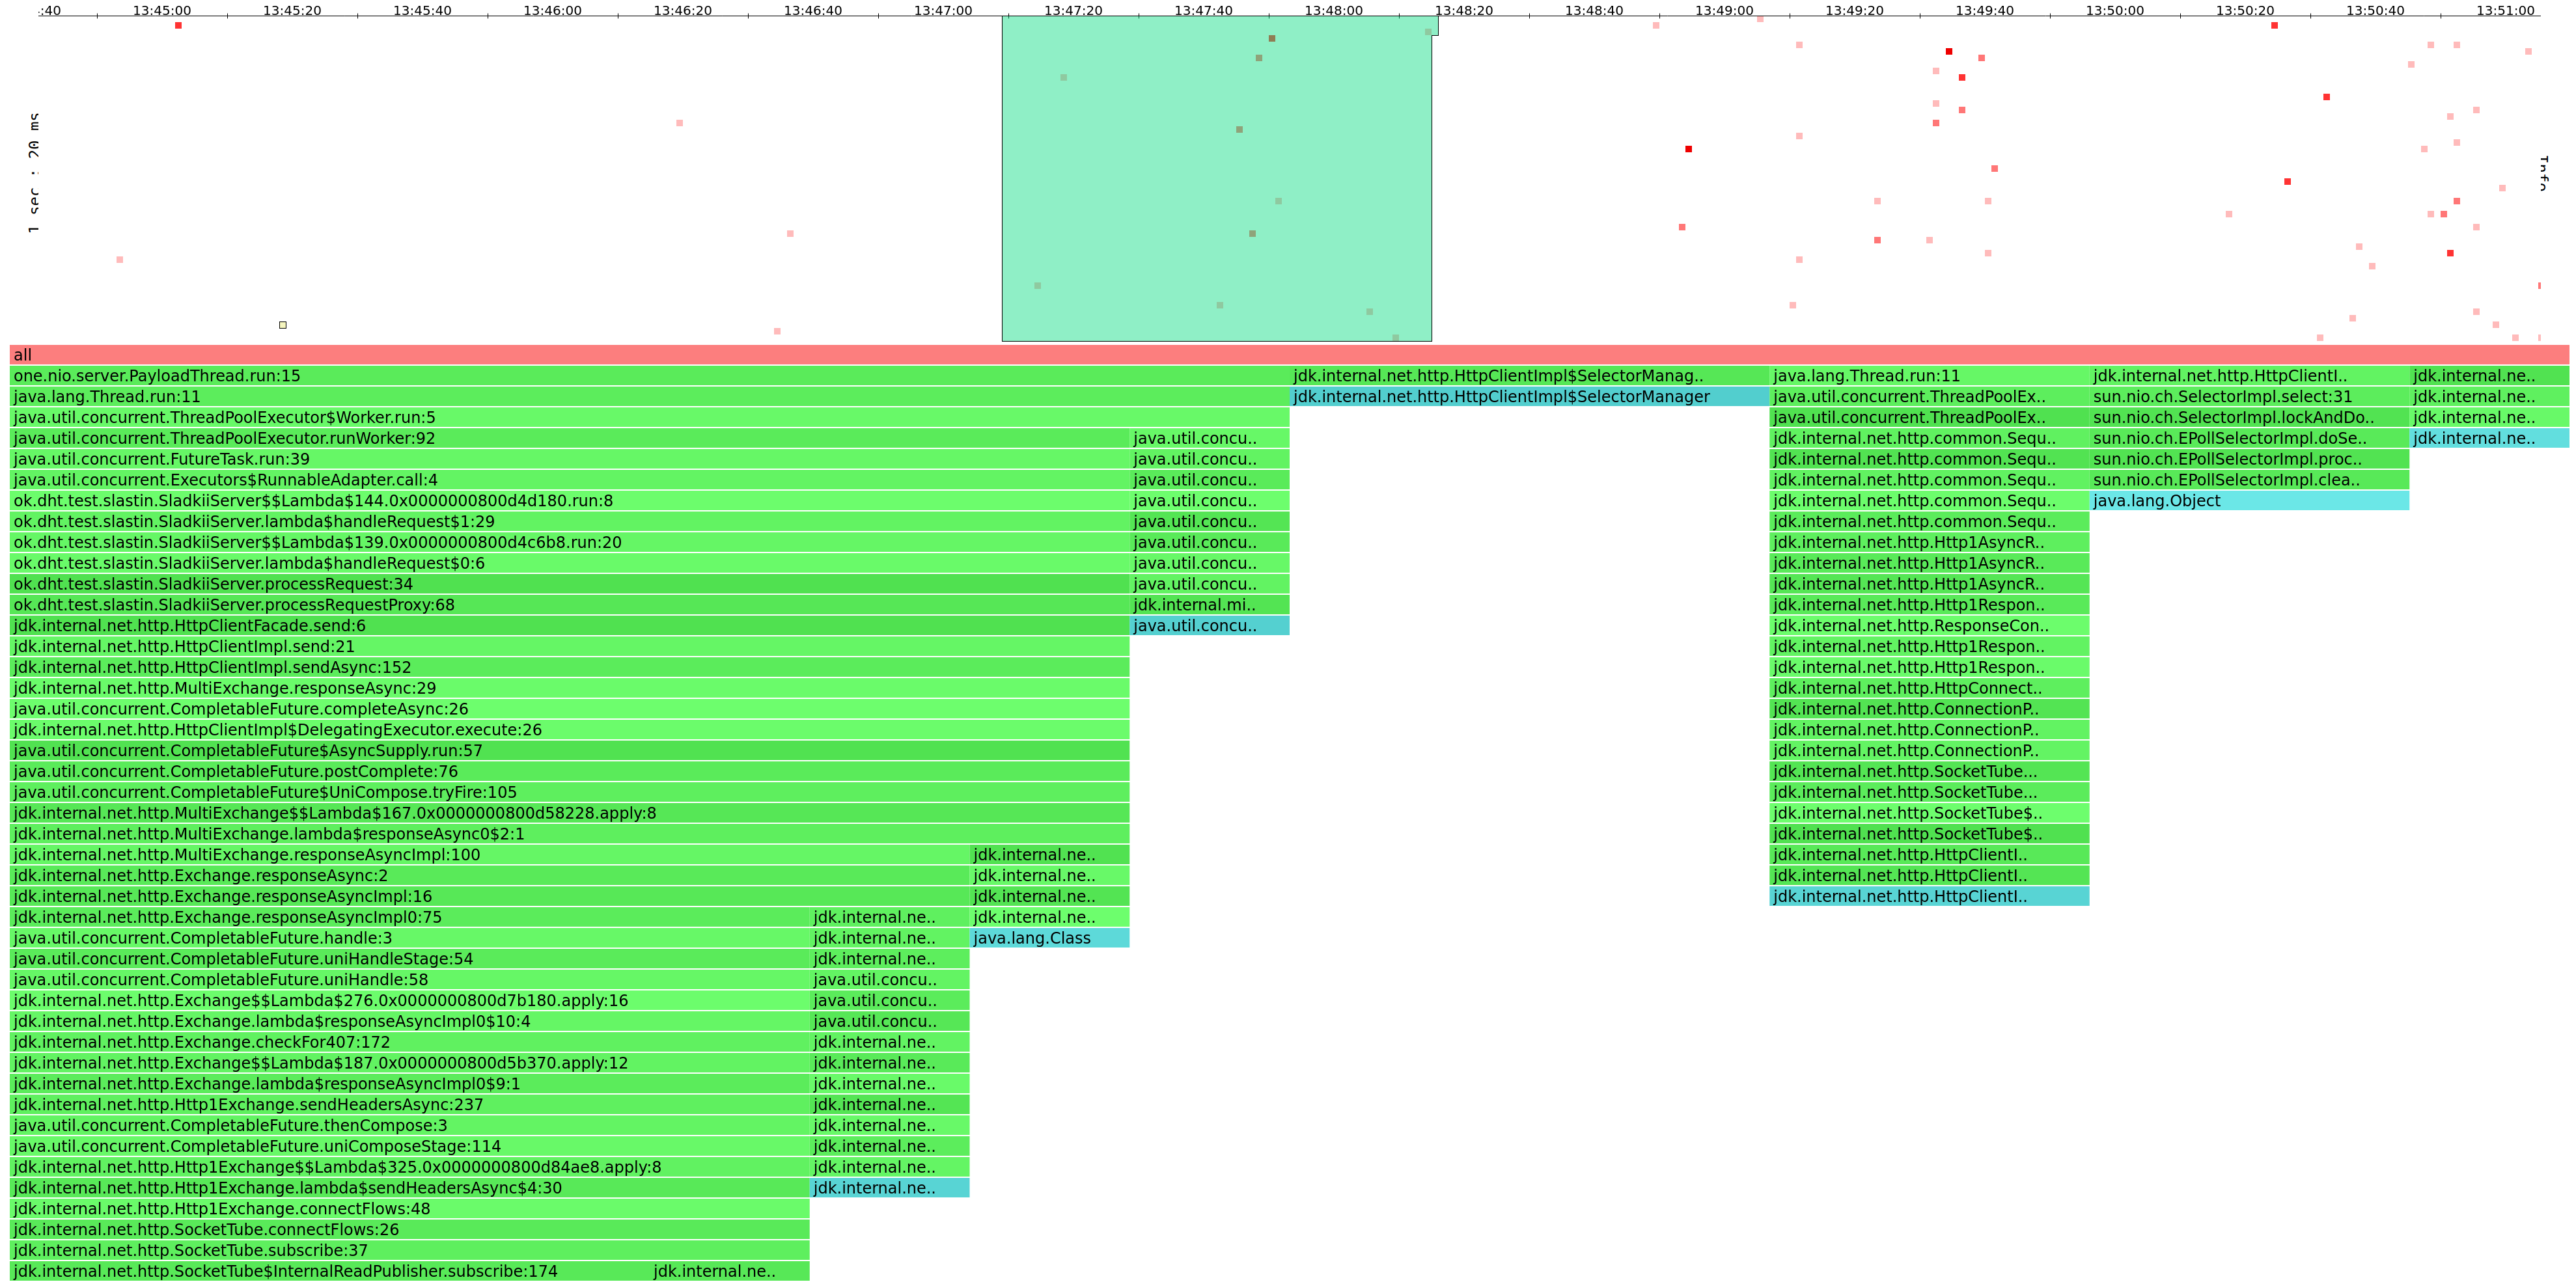 :40 13:45:00 13:45:20 13:45:40 13:46:00 13:46:20 13:46:40 13:47:00 13:47:20 13:47:40 13:48:00 13:48:20 13:48:40 13:49:00 13:49:20 13:49:40 13:50:00 13:50:20 13:50:40 13:51:00
1 sec : 20 ms
Info
all
one.nio.server.PayloadThread.run:15 jdk.internal.net.http.HttpClientImpl$SelectorManag.. java.lang.Thread.run:11 jdk.internal.net.http.HttpClientI.. jdk.internal.ne..
java.lang.Thread.run:11 jdk.internal.net.http.HttpClientImpl$SelectorManager java.util.concurrent.ThreadPoolEx.. sun.nio.ch.SelectorImpl.select:31 jdk.internal.ne..
java.util.concurrent.ThreadPoolExecutor$Worker.run:5 java.util.concurrent.ThreadPoolEx.. sun.nio.ch.SelectorImpl.lockAndDo.. jdk.internal.ne..
java.util.concurrent.ThreadPoolExecutor.runWorker:92 java.util.concu.. jdk.internal.net.http.common.Sequ.. sun.nio.ch.EPollSelectorImpl.doSe.. jdk.internal.ne..
java.util.concurrent.FutureTask.run:39 java.util.concu.. jdk.internal.net.http.common.Sequ.. sun.nio.ch.EPollSelectorImpl.proc..
java.util.concurrent.Executors$RunnableAdapter.call:4 java.util.concu.. jdk.internal.net.http.common.Sequ.. sun.nio.ch.EPollSelectorImpl.clea..
ok.dht.test.slastin.SladkiiServer$$Lambda$144.0x0000000800d4d180.run:8 java.util.concu.. jdk.internal.net.http.common.Sequ.. java.lang.Object
ok.dht.test.slastin.SladkiiServer.lambda$handleRequest$1:29 java.util.concu.. jdk.internal.net.http.common.Sequ..
ok.dht.test.slastin.SladkiiServer$$Lambda$139.0x0000000800d4c6b8.run:20 java.util.concu.. jdk.internal.net.http.Http1AsyncR..
ok.dht.test.slastin.SladkiiServer.lambda$handleRequest$0:6 java.util.concu.. jdk.internal.net.http.Http1AsyncR..
ok.dht.test.slastin.SladkiiServer.processRequest:34 java.util.concu.. jdk.internal.net.http.Http1AsyncR..
ok.dht.test.slastin.SladkiiServer.processRequestProxy:68 jdk.internal.mi.. jdk.internal.net.http.Http1Respon..
jdk.internal.net.http.HttpClientFacade.send:6 java.util.concu.. jdk.internal.net.http.ResponseCon..
jdk.internal.net.http.HttpClientImpl.send:21 jdk.internal.net.http.Http1Respon..
jdk.internal.net.http.HttpClientImpl.sendAsync:152 jdk.internal.net.http.Http1Respon..
jdk.internal.net.http.MultiExchange.responseAsync:29 jdk.internal.net.http.HttpConnect..
java.util.concurrent.CompletableFuture.completeAsync:26 jdk.internal.net.http.ConnectionP..
jdk.internal.net.http.HttpClientImpl$DelegatingExecutor.execute:26 jdk.internal.net.http.ConnectionP..
java.util.concurrent.CompletableFuture$AsyncSupply.run:57 jdk.internal.net.http.ConnectionP..
java.util.concurrent.CompletableFuture.postComplete:76 jdk.internal.net.http.SocketTube...
java.util.concurrent.CompletableFuture$UniCompose.tryFire:105 jdk.internal.net.http.SocketTube...
jdk.internal.net.http.MultiExchange$$Lambda$167.0x0000000800d58228.apply:8 jdk.internal.net.http.SocketTube$..
jdk.internal.net.http.MultiExchange.lambda$responseAsync0$2:1 jdk.internal.net.http.SocketTube$..
jdk.internal.net.http.MultiExchange.responseAsyncImpl:100 jdk.internal.ne.. jdk.internal.net.http.HttpClientI..
jdk.internal.net.http.Exchange.responseAsync:2 jdk.internal.ne.. jdk.internal.net.http.HttpClientI..
jdk.internal.net.http.Exchange.responseAsyncImpl:16 jdk.internal.ne.. jdk.internal.net.http.HttpClientI..
jdk.internal.net.http.Exchange.responseAsyncImpl0:75 jdk.internal.ne.. jdk.internal.ne..
java.util.concurrent.CompletableFuture.handle:3 jdk.internal.ne.. java.lang.Class
java.util.concurrent.CompletableFuture.uniHandleStage:54 jdk.internal.ne..
java.util.concurrent.CompletableFuture.uniHandle:58 java.util.concu..
jdk.internal.net.http.Exchange$$Lambda$276.0x0000000800d7b180.apply:16 java.util.concu..
jdk.internal.net.http.Exchange.lambda$responseAsyncImpl0$10:4 java.util.concu..
jdk.internal.net.http.Exchange.checkFor407:172 jdk.internal.ne..
jdk.internal.net.http.Exchange$$Lambda$187.0x0000000800d5b370.apply:12 jdk.internal.ne..
jdk.internal.net.http.Exchange.lambda$responseAsyncImpl0$9:1 jdk.internal.ne..
jdk.internal.net.http.Http1Exchange.sendHeadersAsync:237 jdk.internal.ne..
java.util.concurrent.CompletableFuture.thenCompose:3 jdk.internal.ne..
java.util.concurrent.CompletableFuture.uniComposeStage:114 jdk.internal.ne..
jdk.internal.net.http.Http1Exchange$$Lambda$325.0x0000000800d84ae8.apply:8 jdk.internal.ne..
jdk.internal.net.http.Http1Exchange.lambda$sendHeadersAsync$4:30 jdk.internal.ne..
jdk.internal.net.http.Http1Exchange.connectFlows:48
jdk.internal.net.http.SocketTube.connectFlows:26
jdk.internal.net.http.SocketTube.subscribe:37
jdk.internal.net.http.SocketTube$InternalReadPublisher.subscribe:174 jdk.internal.ne..